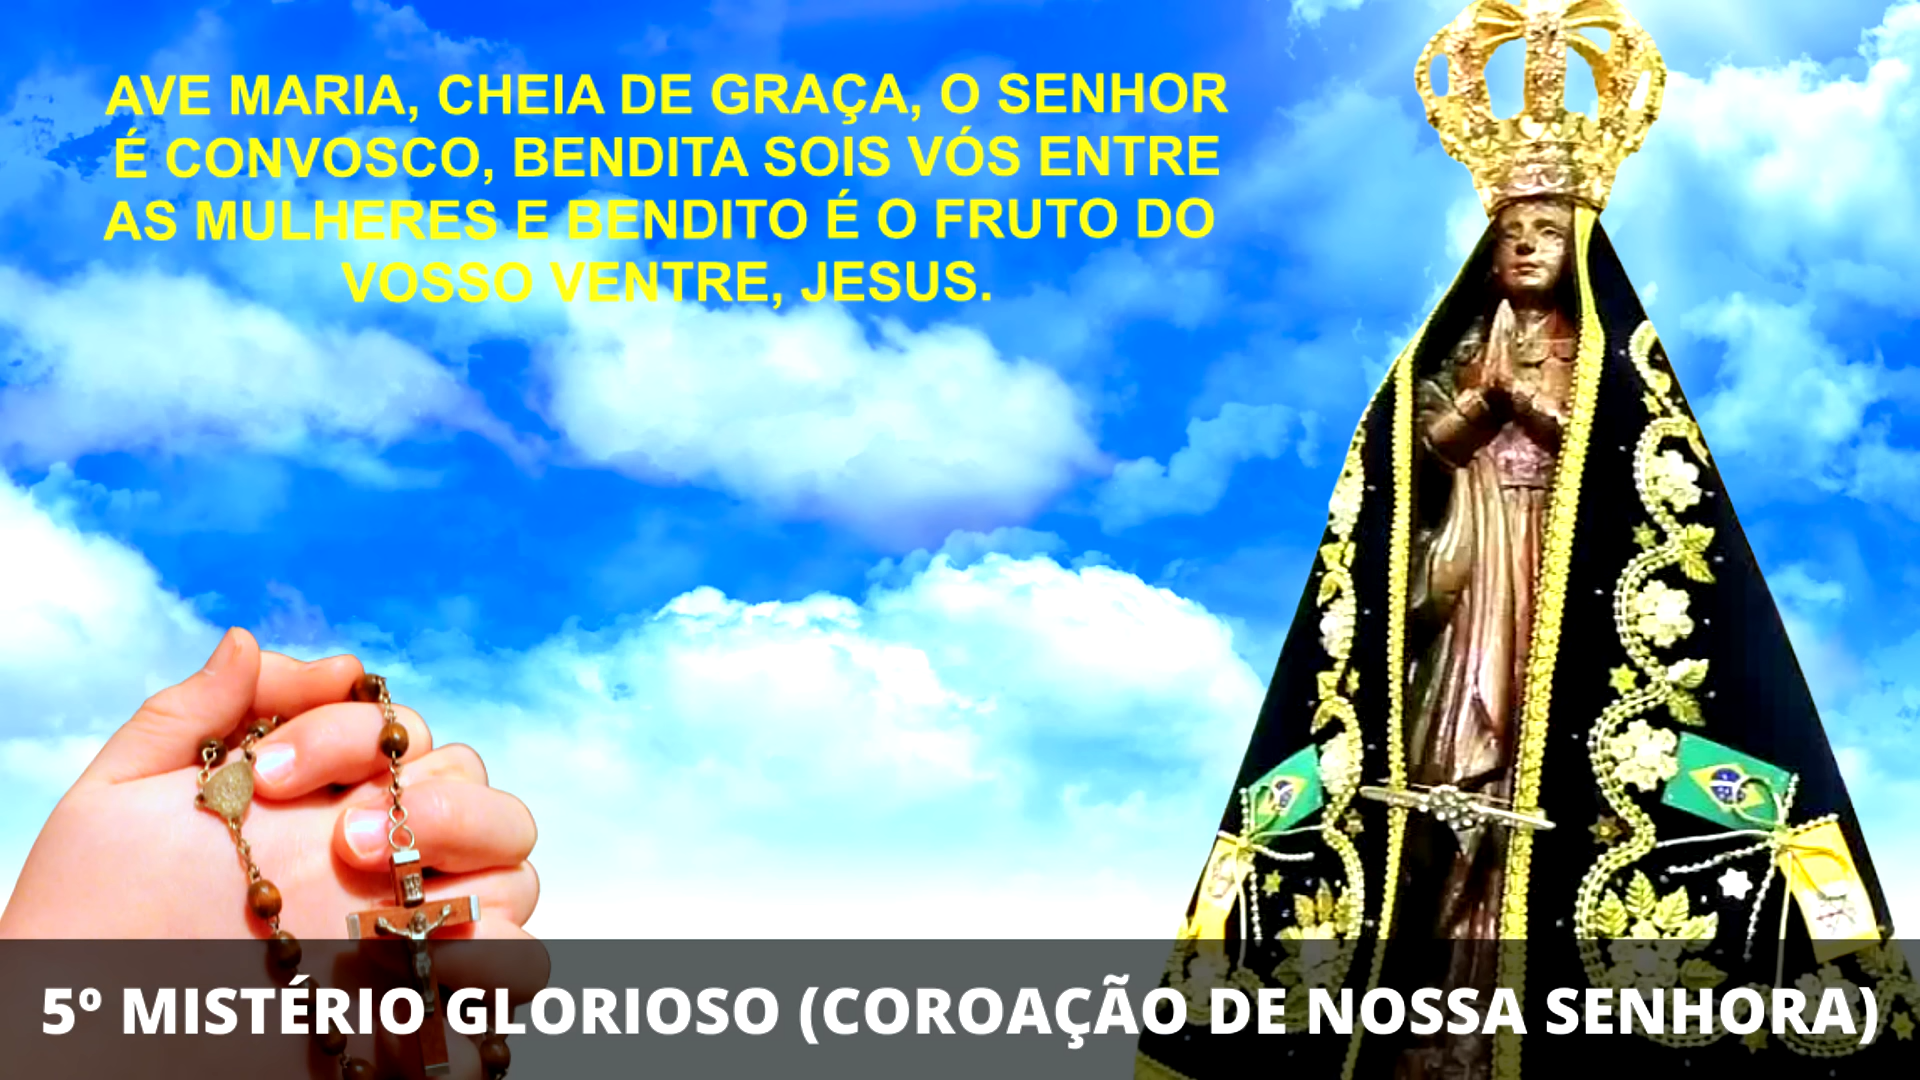 AVE MARIA, CHEIA DE GRAÇA, O SENHOR
É CONVOSCO, BENDITA SOIS VÓS ENTRE
AS MULHERES E BENDITO É O FRUTO DO
VOSSO VENTRE, JESUS.
5º MISTÉRIO GLORIOSO (COROAÇÃO DE NOSSA SENHORA)